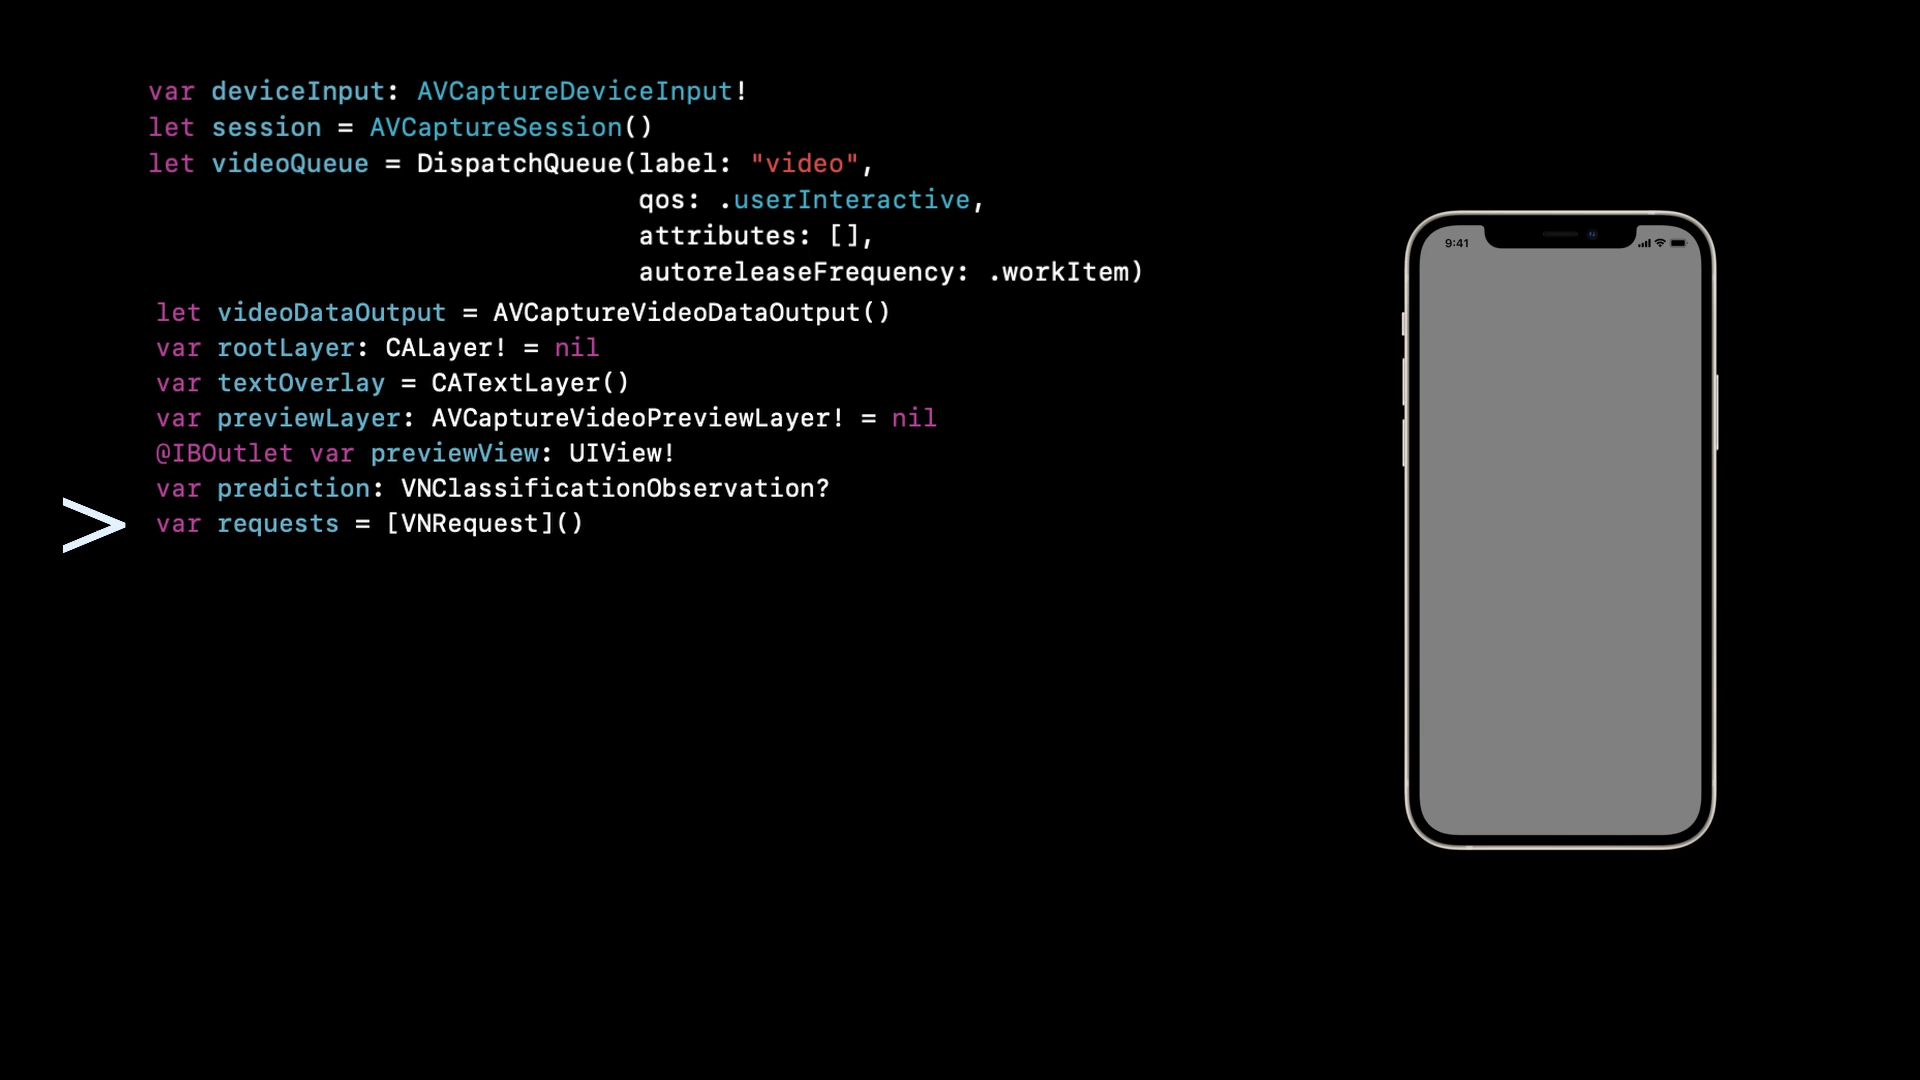 var deviceInput: AVCaptureDeviceInput!
let session = AVCaptureSession()
let videoQueue = DispatchQueue(label: "video",
qos: .userInteractive,
attributes: [],
autoreleaseFrequency: .workItem)
let videoDataOutput = AVCaptureVideoDataOutput()
var rootLayer: CALayer! = nil
var textOverlay = CATextLayer()
var previewLayer: AVCaptureVideoPreviewLayer! = nil
@IBOutlet var previewView: UIView!
var prediction: VNClassificationObservation?
> var requests = [VNRequest]()
9:41